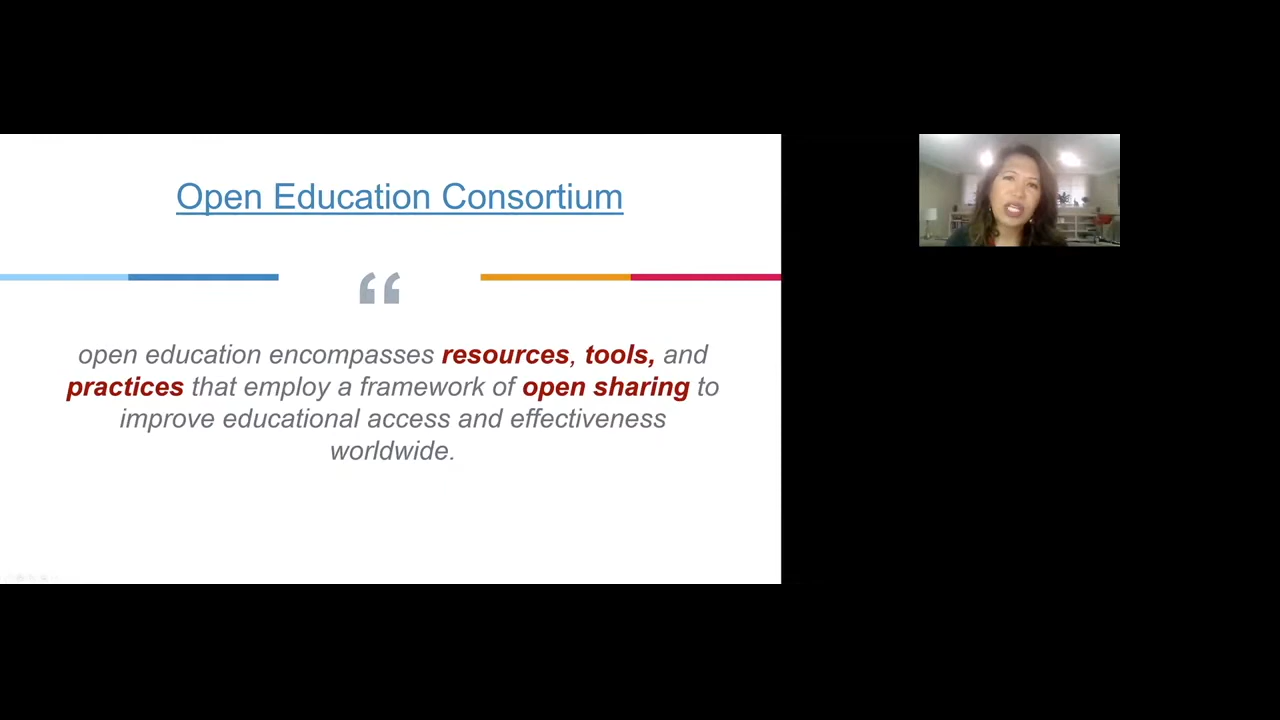 Open Education Consortium
“
open education encompasses resources, tools, and
practices that employ a framework of open sharing to
improve educational access and effectiveness
worldwide.